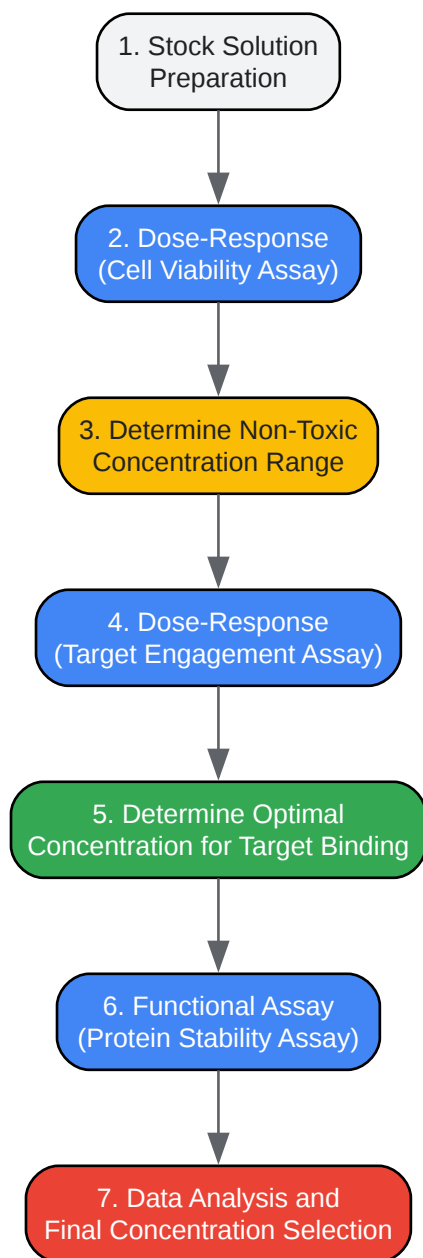 1. Stock Solution
Preparation
2. Dose-Response
(Cell Viability Assay)
3. Determine Non-Toxic
Concentration Range
4. Dose-Response
(Target Engagement Assay)
5. Determine Optimal
Concentration for Target Binding
6. Functional Assay
(Protein Stability Assay)
7. Data Analysis and
Final Concentration Selection